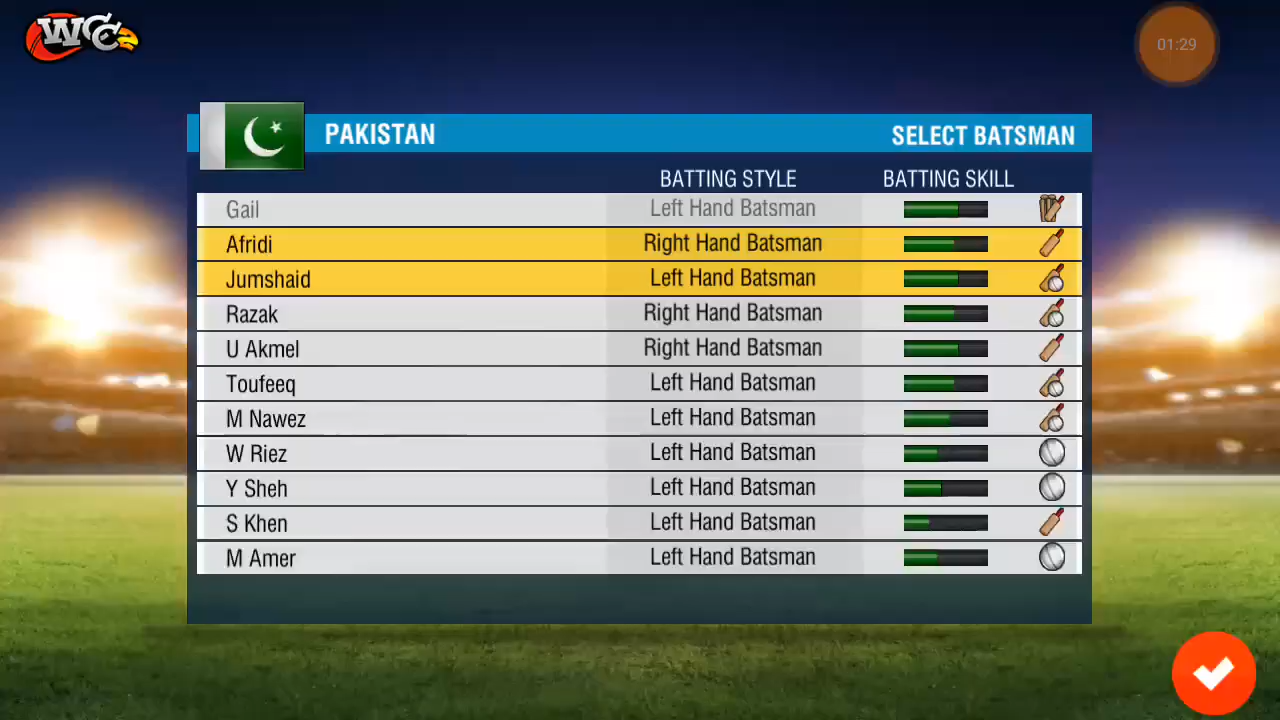 WCC
01:29
PAKISTAN SELECT BATSMAN
BATTING STYLE BATTING SKILL
Gail Left Hand Batsman
Afridi Right Hand Batsman
Jumshaid Left Hand Batsman
Razak Right Hand Batsman
U Akmel Right Hand Batsman
Toufeeq Left Hand Batsman
M Nawez Left Hand Batsman
W Riez Left Hand Batsman
Y Sheh Left Hand Batsman
S Khen Left Hand Batsman
M Amer Left Hand Batsman